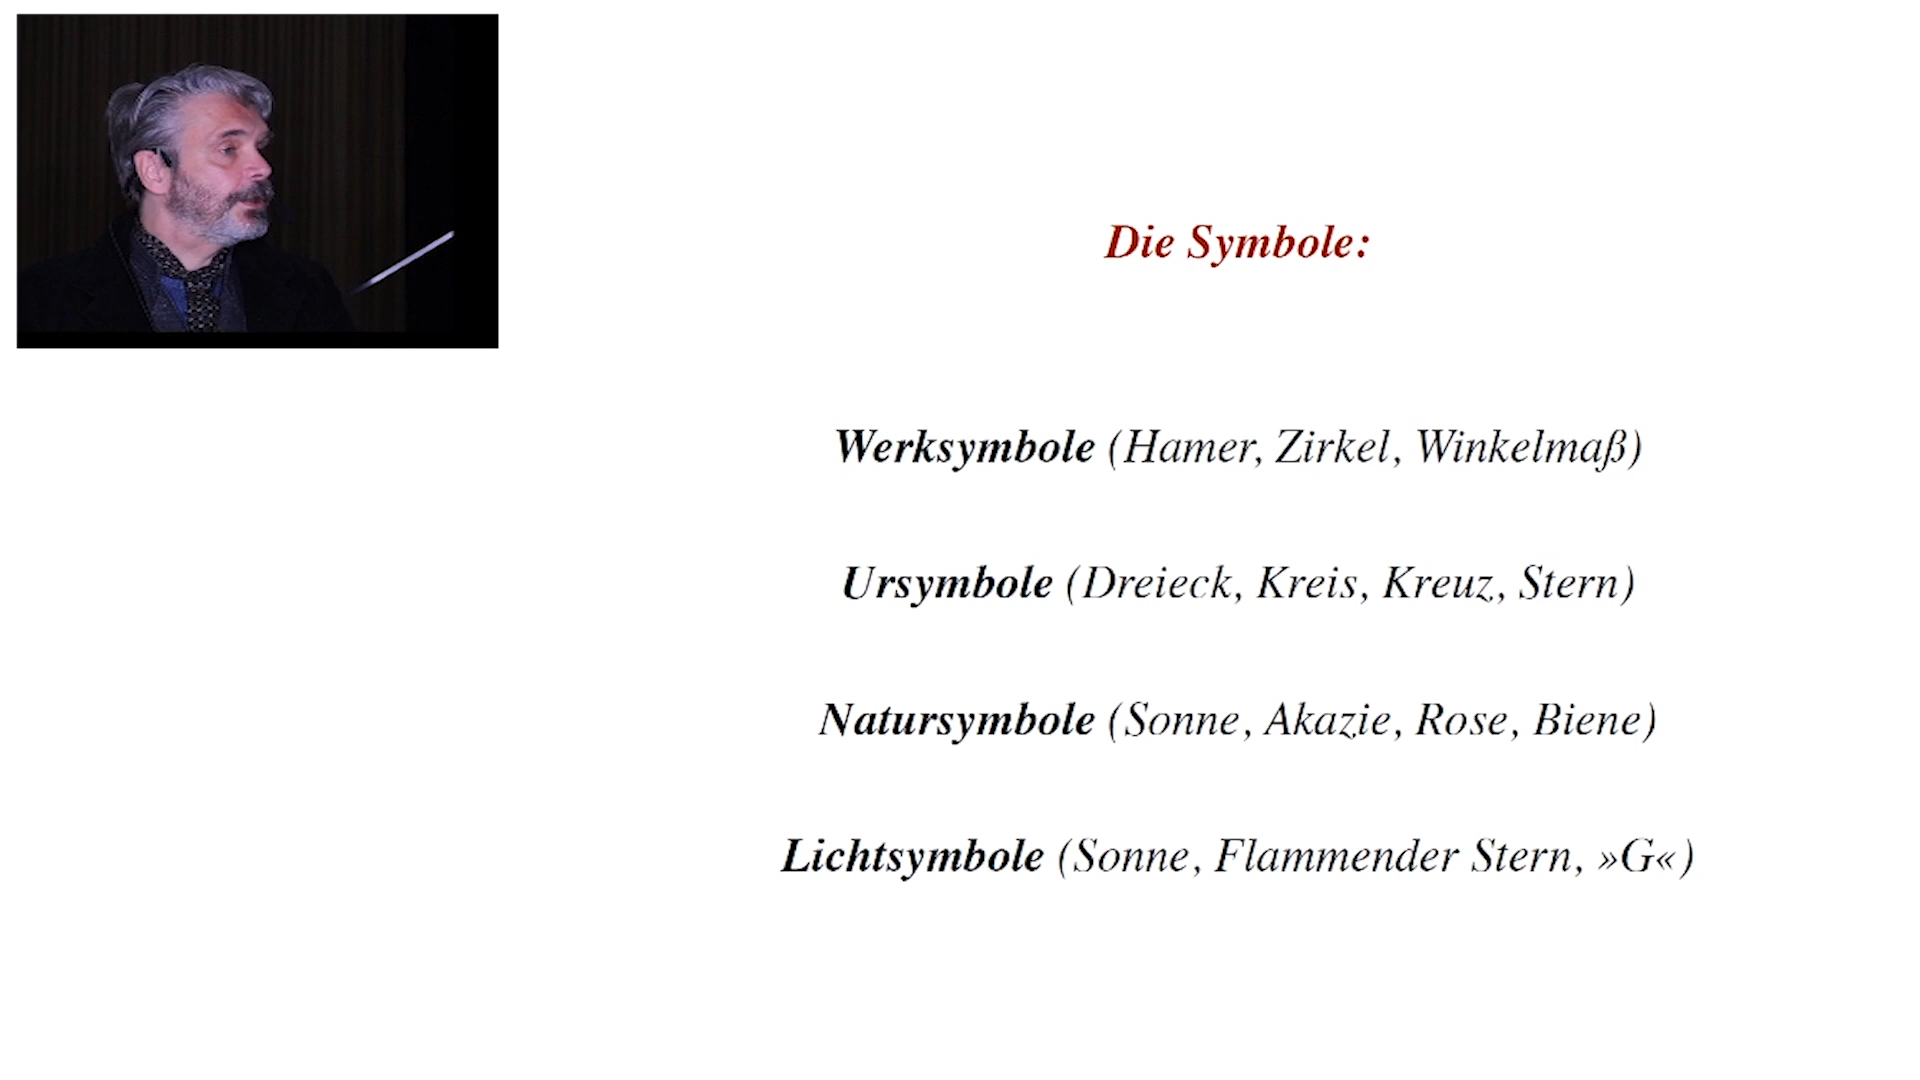 Die Symbole:
Werksymbole (Hamer, Zirkel, Winkelmaß)
Ursymbole (Dreieck, Kreis, Kreuz, Stern)
Natursymbole (Sonne, Akazie, Rose, Biene)
Lichtsymbole (Sonne, Flammender Stern, »G«)